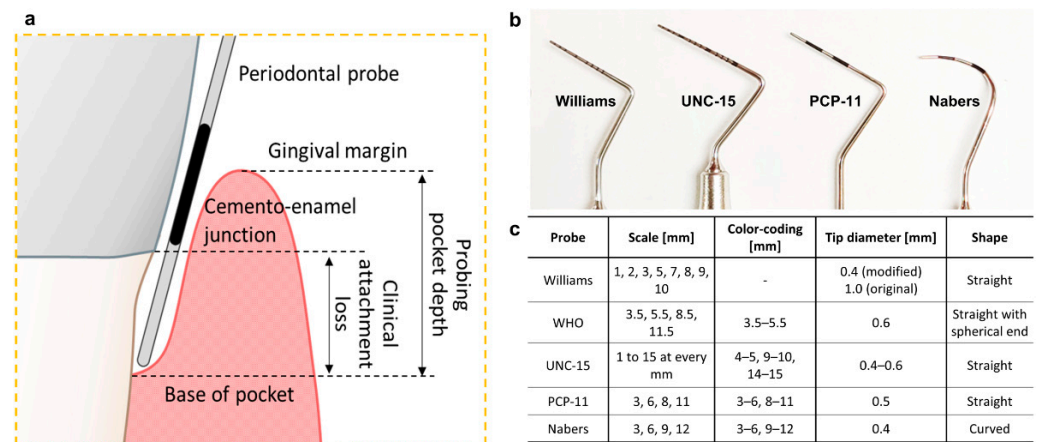 a
Periodontal probe
Gingival margin
Cemento-enamel
junction
Probing
pocket depth
Clinical
attachment
loss
Base of pocket
b
Williams
UNC-15
PCP-11
Nabers
c
Probe Scale [mm] Color-coding
[mm] Tip diameter [mm] Shape
Williams 1, 2, 3, 5, 7, 8, 9,
10 - 0.4 (modified)
1.0 (original) Straight
WHO 3.5, 5.5, 8.5,
11.5 3.5–5.5 0.6 Straight with
spherical end
UNC-15 1 to 15 at every
mm 4–5, 9–10,
14–15 0.4–0.6 Straight
PCP-11 3, 6, 8, 11 3–6, 8–11 0.5 Straight
Nabers 3, 6, 9, 12 3–6, 9–12 0.4 Curved